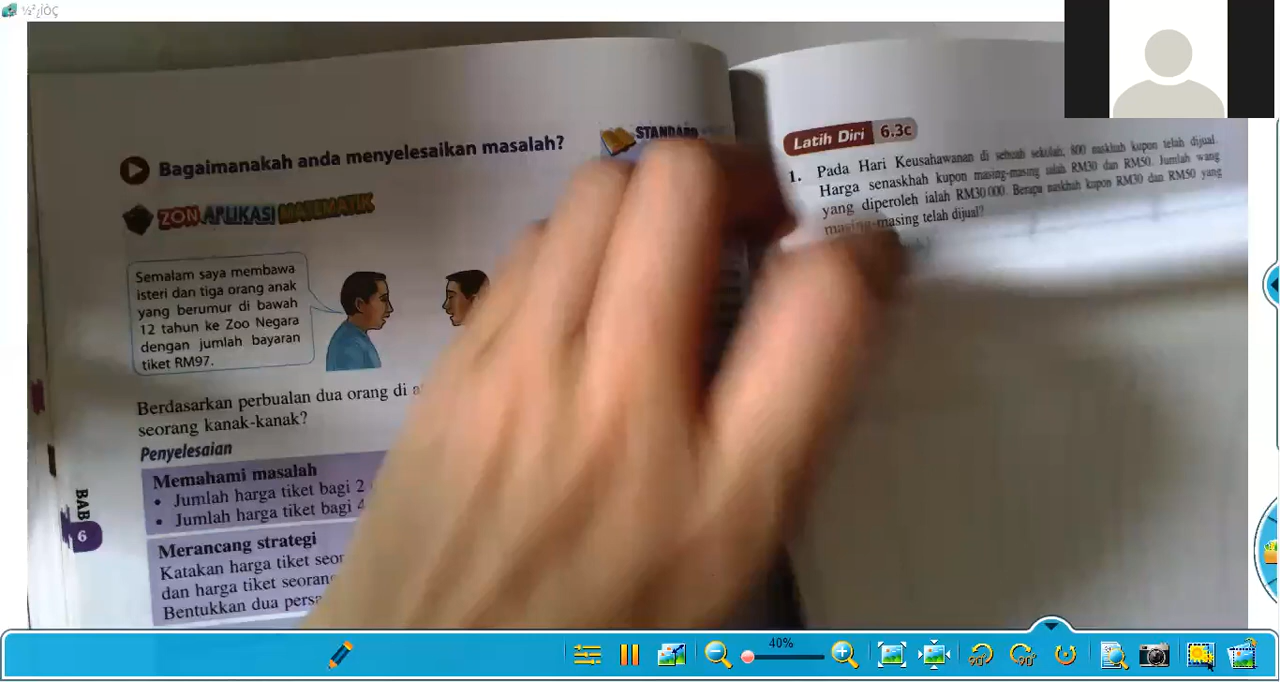 ½²¿ÌÒç
Bagaimanakah anda menyelesaikan masalah?
STANDARD
ZON APLIKASI MATEMATIK
Semalam saya membawa
isteri dan tiga orang anak
yang berumur di bawah
12 tahun ke Zoo Negara
dengan jumlah bayaran
tiket RM97.
Berdasarkan perbualan dua orang di a
seorang kanak-kanak?
Penyelesaian
Memahami masalah
• Jumlah harga tiket bagi 2
• Jumlah harga tiket bagi 4
Merancang strategi
Katakan harga tiket seor
dan harga tiket seoran
Bentukkan dua pers
BAB
6
Latih Diri 6.3c
1. Pada Hari Keusahawanan di sebuah sekolah, 800 naskhah kupon telah dijual.
Harga senaskhah kupon masing-masing ialah RM30 dan RM50. Jumlah wang
yang diperoleh ialah RM30 000. Berapa naskhah kupon RM30 dan RM50 yang
masing-masing telah dijual?
40%
90°
90°